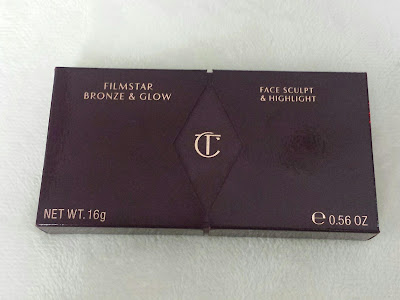 FILMSTAR
BRONZE & GLOW
FACE SCULPT
& HIGHLIGHT
CT
NET WT. 16g
℮ 0.56 OZ